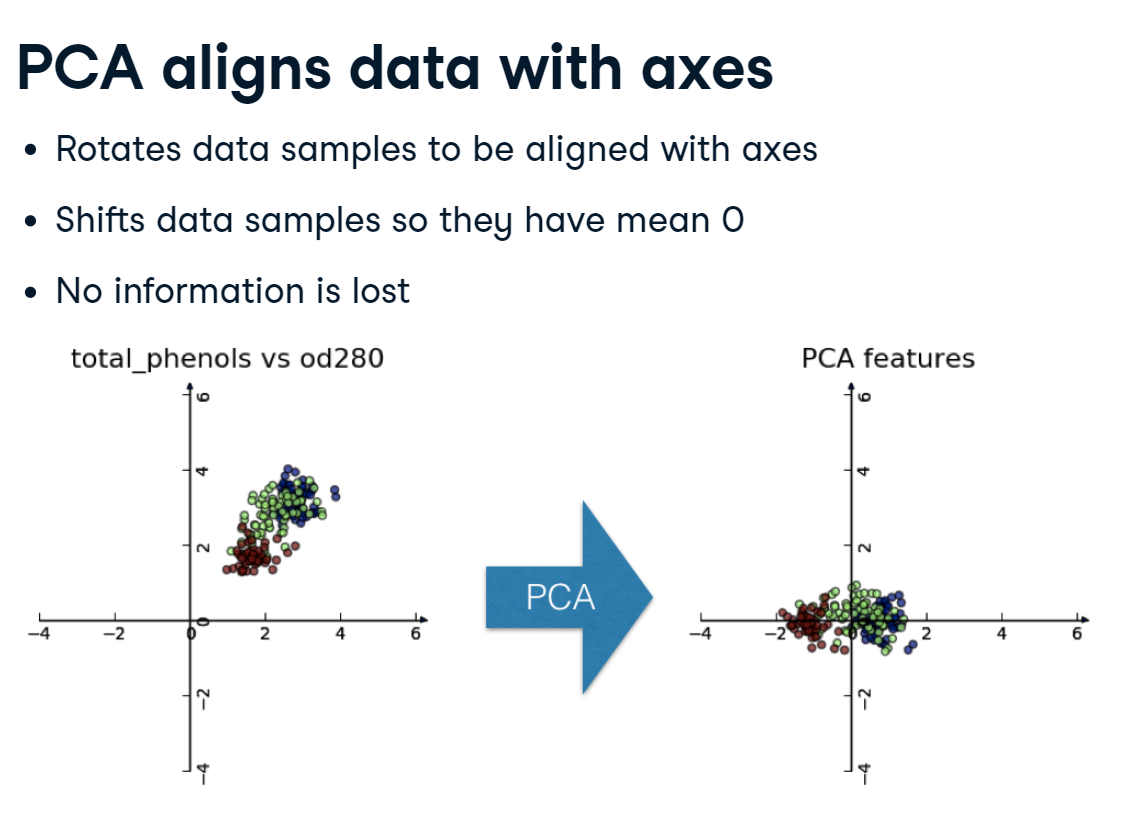 PCA aligns data with axes
• Rotates data samples to be aligned with axes
• Shifts data samples so they have mean 0
• No information is lost
total_phenols vs od280
6
4
2
0
−2
−4
−4 −2 0 2 4 6
PCA
PCA features
6
4
2
0
−2
−4
−4 −2 0 2 4 6